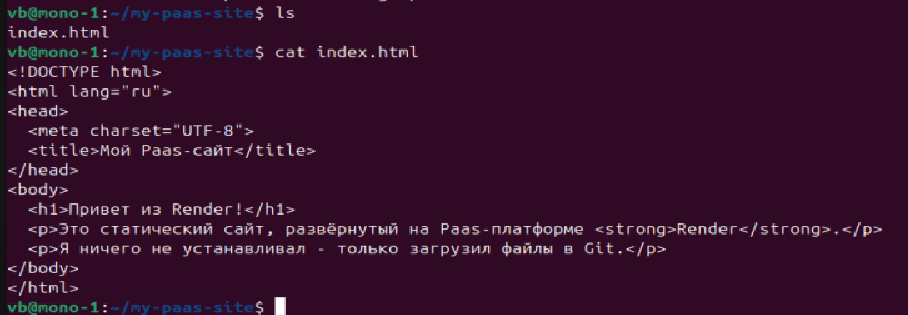 vb@mono-1:~/my-paas-site$ ls
index.html
vb@mono-1:~/my-paas-site$ cat index.html
<!DOCTYPE html>
<html lang="ru">
<head>
  <meta charset="UTF-8">
  <title>Мой Paas-сайт</title>
</head>
<body>
  <h1>Привет из Render!</h1>
  <p>Это статический сайт, развёрнутый на Paas-платформе <strong>Render</strong>.</p>
  <p>Я ничего не устанавливал - только загрузил файлы в Git.</p>
</body>
</html>
vb@mono-1:~/my-paas-site$